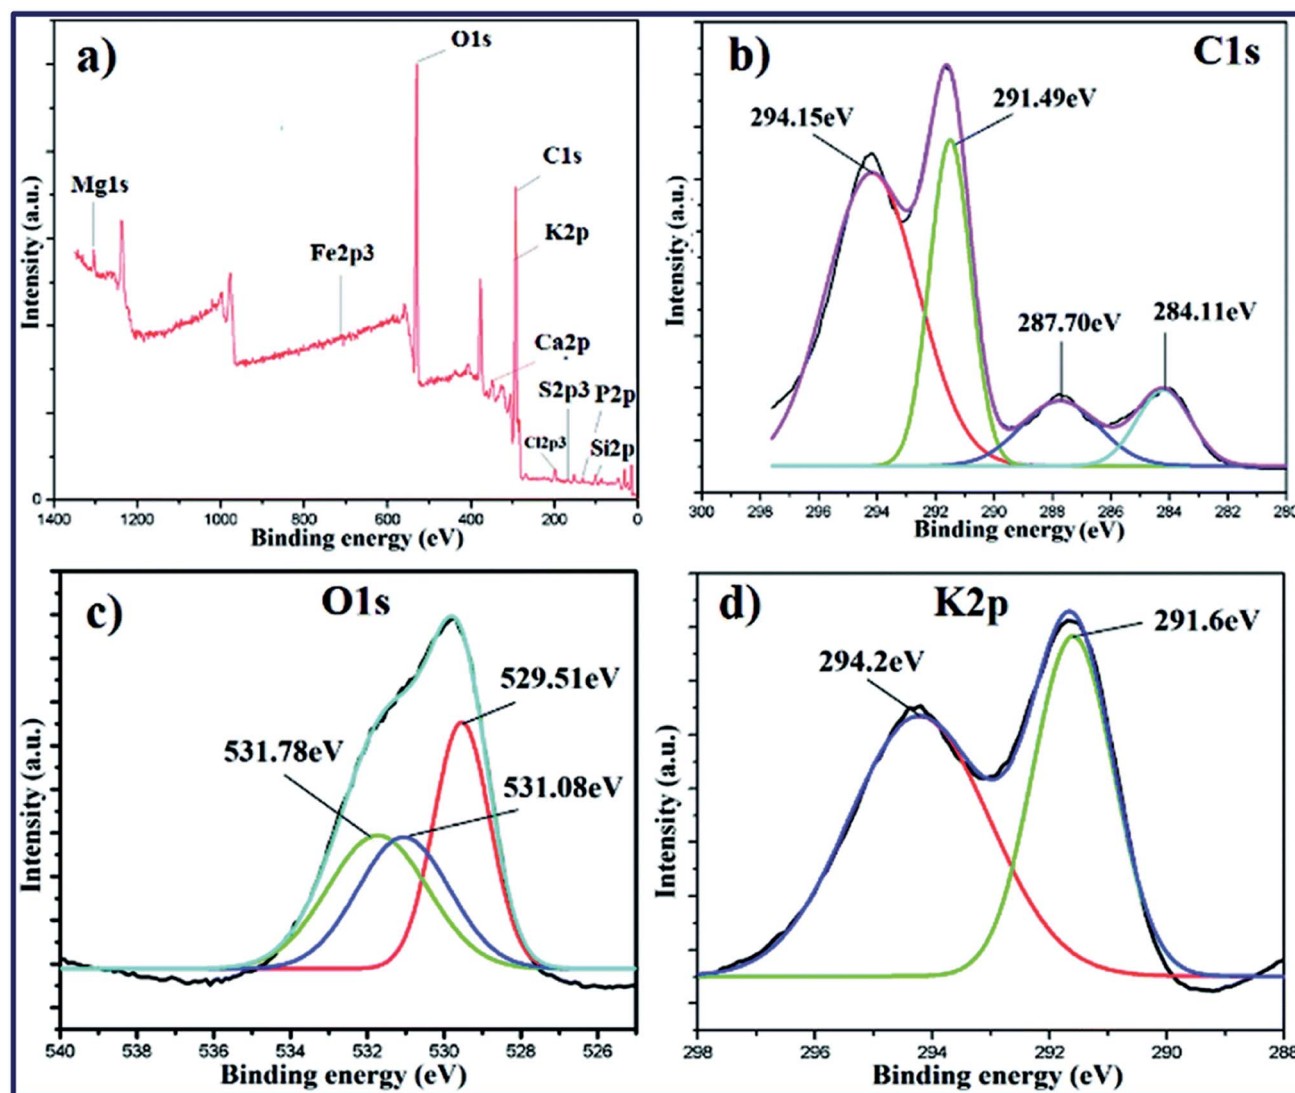 a)
O1s
C1s
K2p
Mg1s
Fe2p3
Ca2p
S2p3
P2p
Cl2p3
Si2p
Intensity (a.u.)
0
1400 1200 1000 800 600 400 200 0
Binding energy (eV)
b)
C1s
294.15eV
291.49eV
287.70eV
284.11eV
Intensity (a.u.)
300 298 296 294 292 290 288 286 284 282 280
Binding energy (eV)
c)
O1s
529.51eV
531.78eV
531.08eV
Intensity (a.u.)
540 538 536 534 532 530 528 526
Binding energy (eV)
d)
K2p
291.6eV
294.2eV
Intensity (a.u.)
298 296 294 292 290 288
Binding energy (eV)